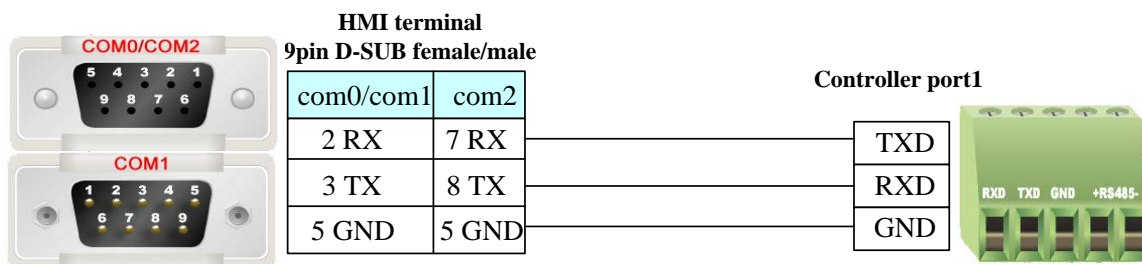 HMI terminal
9pin D-SUB female/male
COM0/COM2
5 4 3 2 1
9 8 7 6
COM1
1 2 3 4 5
6 7 8 9
com0/com1 com2
2 RX 7 RX
3 TX 8 TX
5 GND 5 GND
Controller port1
TXD
RXD
GND
RXD TXD GND +RS485-